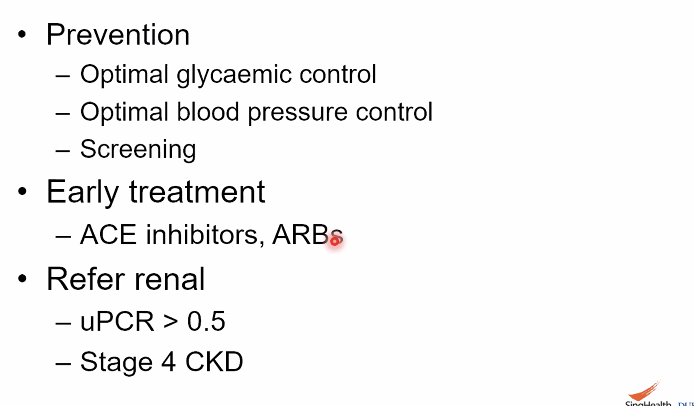 • Prevention
– Optimal glycaemic control
– Optimal blood pressure control
– Screening
• Early treatment
– ACE inhibitors, ARBs
• Refer renal
– uPCR > 0.5
– Stage 4 CKD
SingHealth